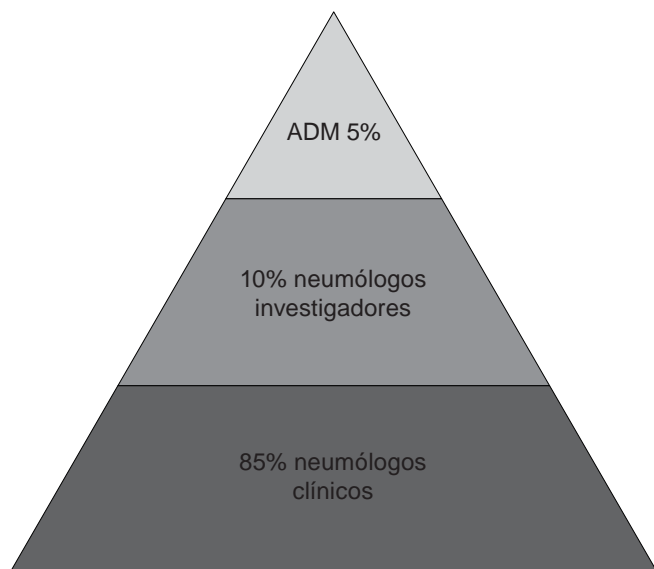 ADM 5%
10% neumólogos
investigadores
85% neumólogos
clínicos